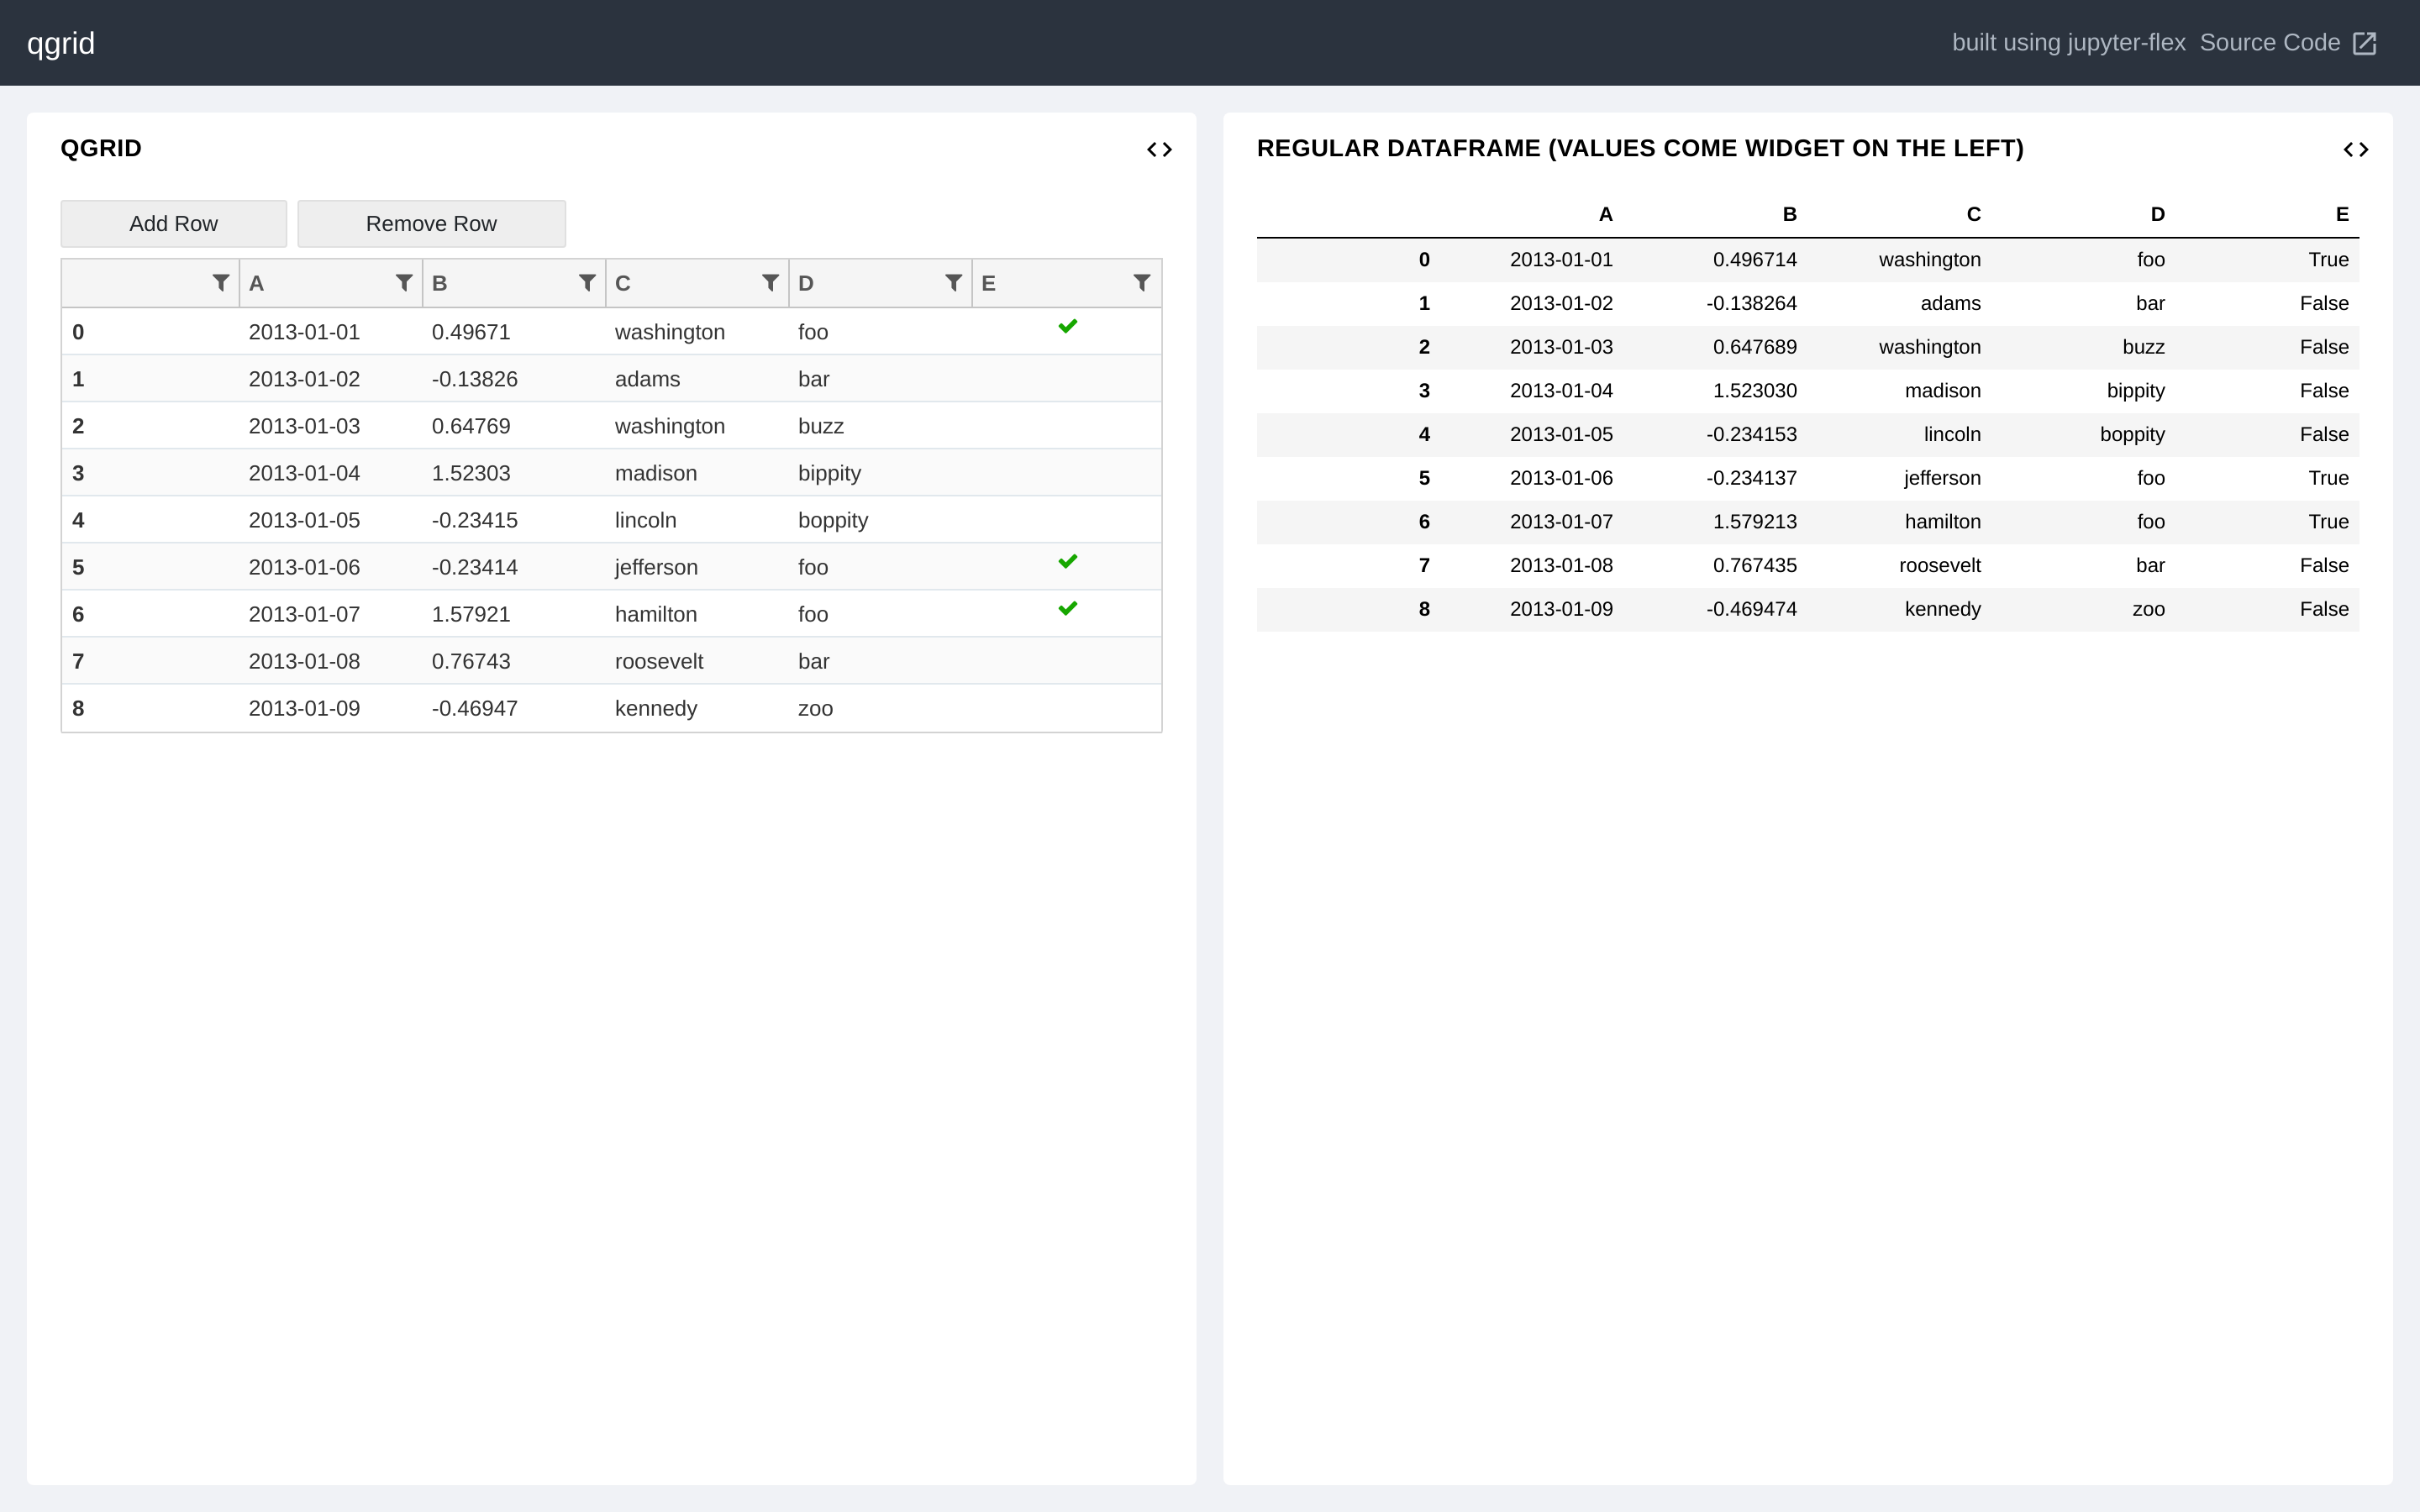 qgrid
built using jupyter-flex Source Code
QGRID
Add Row Remove Row
A B C D E
0 2013-01-01 0.49671 washington foo
1 2013-01-02 -0.13826 adams bar
2 2013-01-03 0.64769 washington buzz
3 2013-01-04 1.52303 madison bippity
4 2013-01-05 -0.23415 lincoln boppity
5 2013-01-06 -0.23414 jefferson foo
6 2013-01-07 1.57921 hamilton foo
7 2013-01-08 0.76743 roosevelt bar
8 2013-01-09 -0.46947 kennedy zoo
REGULAR DATAFRAME (VALUES COME WIDGET ON THE LEFT)
A B C D E
0 2013-01-01 0.496714 washington foo True
1 2013-01-02 -0.138264 adams bar False
2 2013-01-03 0.647689 washington buzz False
3 2013-01-04 1.523030 madison bippity False
4 2013-01-05 -0.234153 lincoln boppity False
5 2013-01-06 -0.234137 jefferson foo True
6 2013-01-07 1.579213 hamilton foo True
7 2013-01-08 0.767435 roosevelt bar False
8 2013-01-09 -0.469474 kennedy zoo False